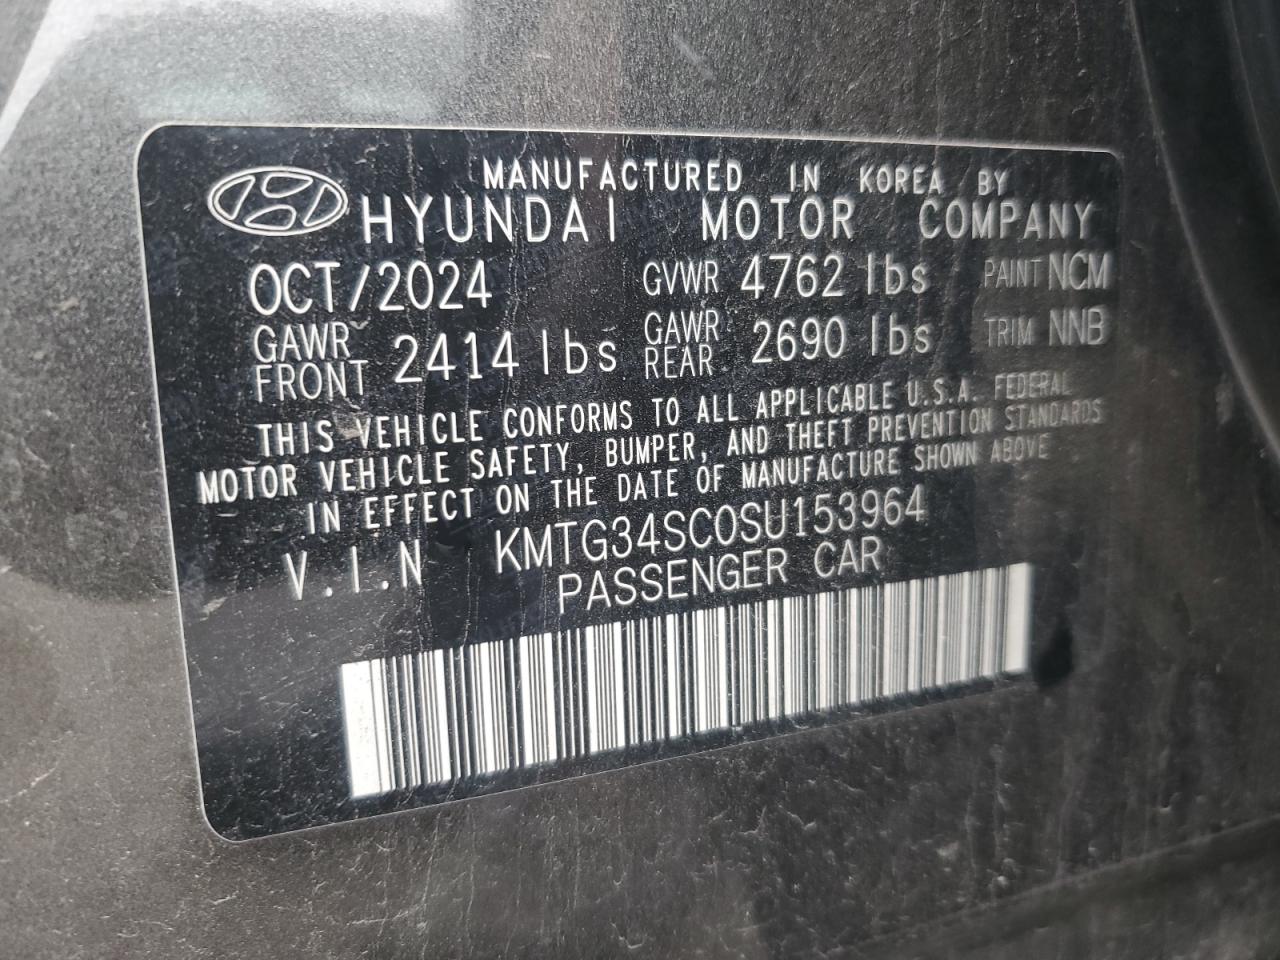 MANUFACTURED IN KOREA BY
HYUNDAI MOTOR COMPANY
OCT/2024 GVWR 4762 lbs PAINT NCM
GAWR FRONT 2414 lbs GAWR REAR 2690 lbs TRIM NNB
THIS VEHICLE CONFORMS TO ALL APPLICABLE U.S.A. FEDERAL
MOTOR VEHICLE SAFETY, BUMPER, AND THEFT PREVENTION STANDARDS
IN EFFECT ON THE DATE OF MANUFACTURE SHOWN ABOVE
V.I.N KMTG34SC0SU153964
PASSENGER CAR